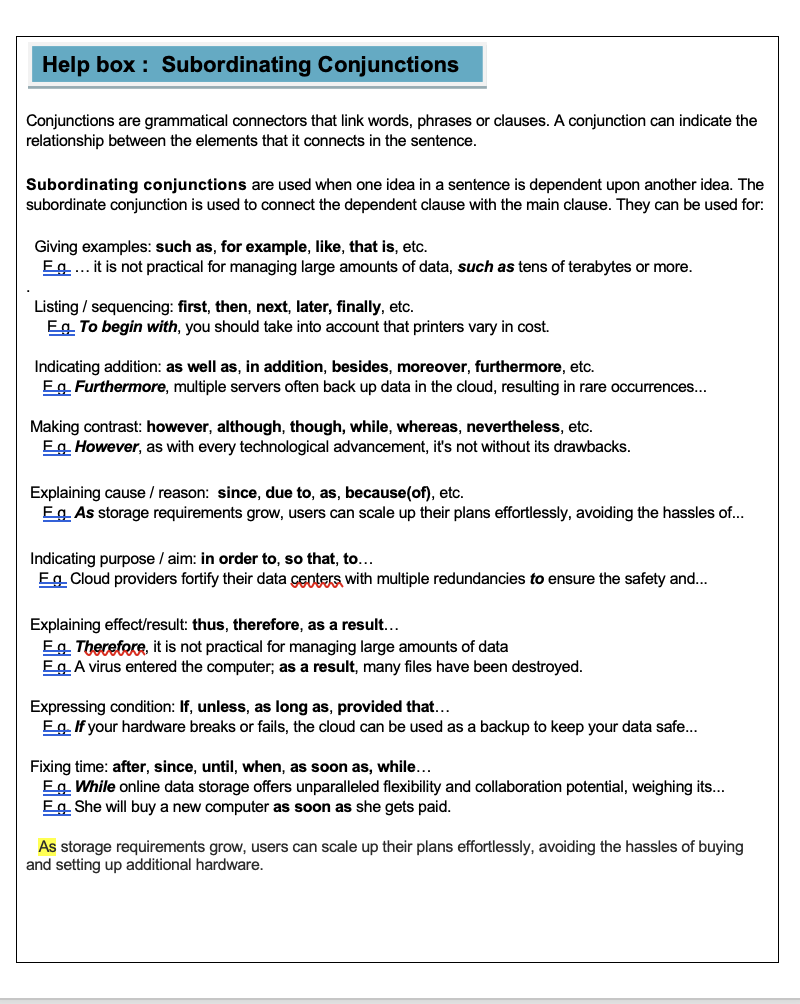 Help box :  Subordinating Conjunctions
Conjunctions are grammatical connectors that link words, phrases or clauses. A conjunction can indicate the
relationship between the elements that it connects in the sentence.
Subordinating conjunctions are used when one idea in a sentence is dependent upon another idea. The
subordinate conjunction is used to connect the dependent clause with the main clause. They can be used for:
Giving examples: such as, for example, like, that is, etc.
E.g. … it is not practical for managing large amounts of data, such as tens of terabytes or more.
.
Listing / sequencing: first, then, next, later, finally, etc.
E.g. To begin with, you should take into account that printers vary in cost.
Indicating addition: as well as, in addition, besides, moreover, furthermore, etc.
E.g. Furthermore, multiple servers often back up data in the cloud, resulting in rare occurrences...
Making contrast: however, although, though, while, whereas, nevertheless, etc.
E.g. However, as with every technological advancement, it's not without its drawbacks.
Explaining cause / reason:  since, due to, as, because(of), etc.
E.g. As storage requirements grow, users can scale up their plans effortlessly, avoiding the hassles of...
Indicating purpose / aim: in order to, so that, to…
E.g. Cloud providers fortify their data centers with multiple redundancies to ensure the safety and...
Explaining effect/result: thus, therefore, as a result…
E.g. Therefore, it is not practical for managing large amounts of data
E.g. A virus entered the computer; as a result, many files have been destroyed.
Expressing condition: If, unless, as long as, provided that…
E.g. If your hardware breaks or fails, the cloud can be used as a backup to keep your data safe...
Fixing time: after, since, until, when, as soon as, while…
E.g. While online data storage offers unparalleled flexibility and collaboration potential, weighing its...
E.g. She will buy a new computer as soon as she gets paid.
As storage requirements grow, users can scale up their plans effortlessly, avoiding the hassles of buying
and setting up additional hardware.